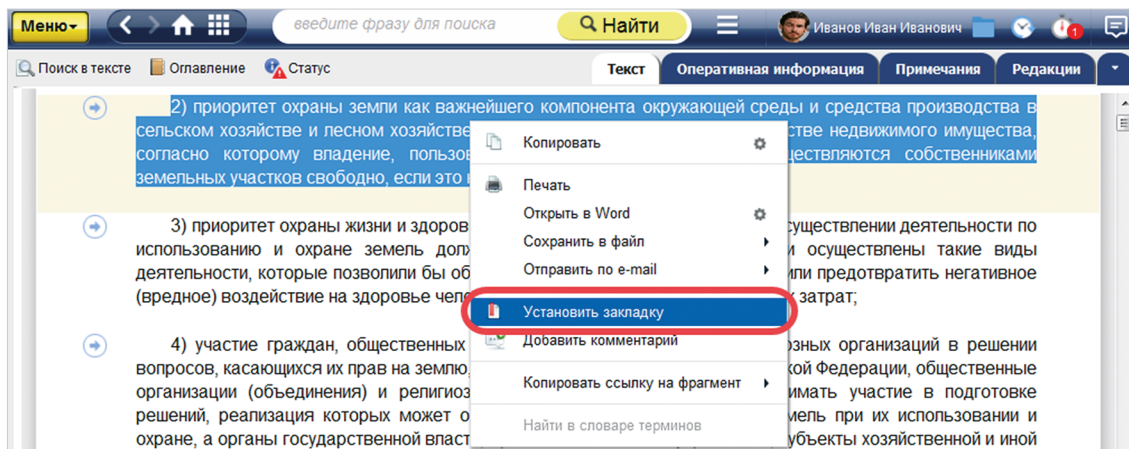 Меню
введите фразу для поиска
Найти
Иванов Иван Иванович
1
Поиск в тексте Оглавление Статус
Текст Оперативная информация Примечания Редакции
2) приоритет охраны земли как важнейшего компонента окружающей среды и средства производства в
сельском хозяйстве и лесном хозяйстве стве недвижимого имущества,
согласно которому владение, ществляются собственниками
земельных участков свободно, если это
3) приоритет охраны жизни и здоров существлении деятельности по
использованию и охране земель осуществлены такие виды
деятельности, которые позволили бы об или предотвратить негативное
(вредное) воздействие на здоровье затрат;
4) участие граждан, общественных озных организаций в решении
вопросов, касающихся их прав на землю, кой Федерации, общественные
организации (объединения) и религиоз имать участие в подготовке
решений, реализация которых может о мель при их использовании и
охране, а органы государственной власт убъекты хозяйственной и иной
Копировать
Печать
Открыть в Word
Сохранить в файл
Отправить по e-mail
Установить закладку
Добавить комментарий
Копировать ссылку на фрагмент
Найти в словаре терминов